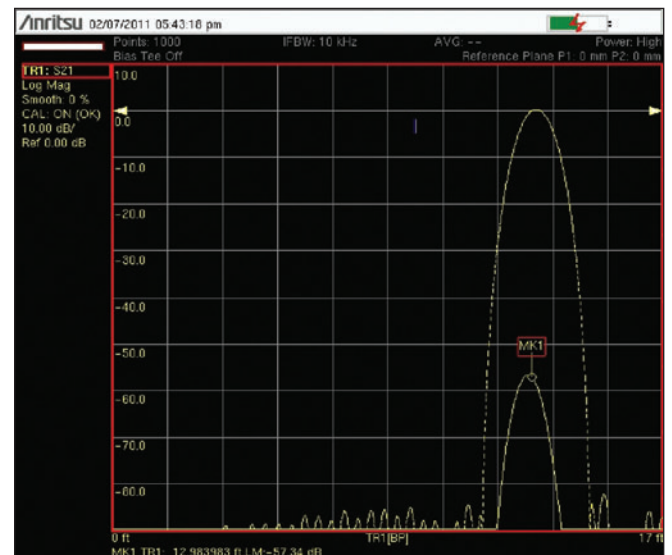 Anritsu 02/07/2011 05:43:18 pm
Points: 1000 IFBW: 10 kHz AVG: -- Power: High
Bias Tee Off Reference Plane P1: 0 mm P2: 0 mm
TR1: S21
Log Mag
Smooth: 0 %
CAL: ON (OK)
10.00 dB/
Ref 0.00 dB
10.0
0.0
-10.0
-20.0
-30.0
-40.0
MK1
-50.0
-60.0
-70.0
-80.0
0 ft TR1[BP] 17 ft
MK1 TR1: 12.983983 ft LM:-57.34 dB